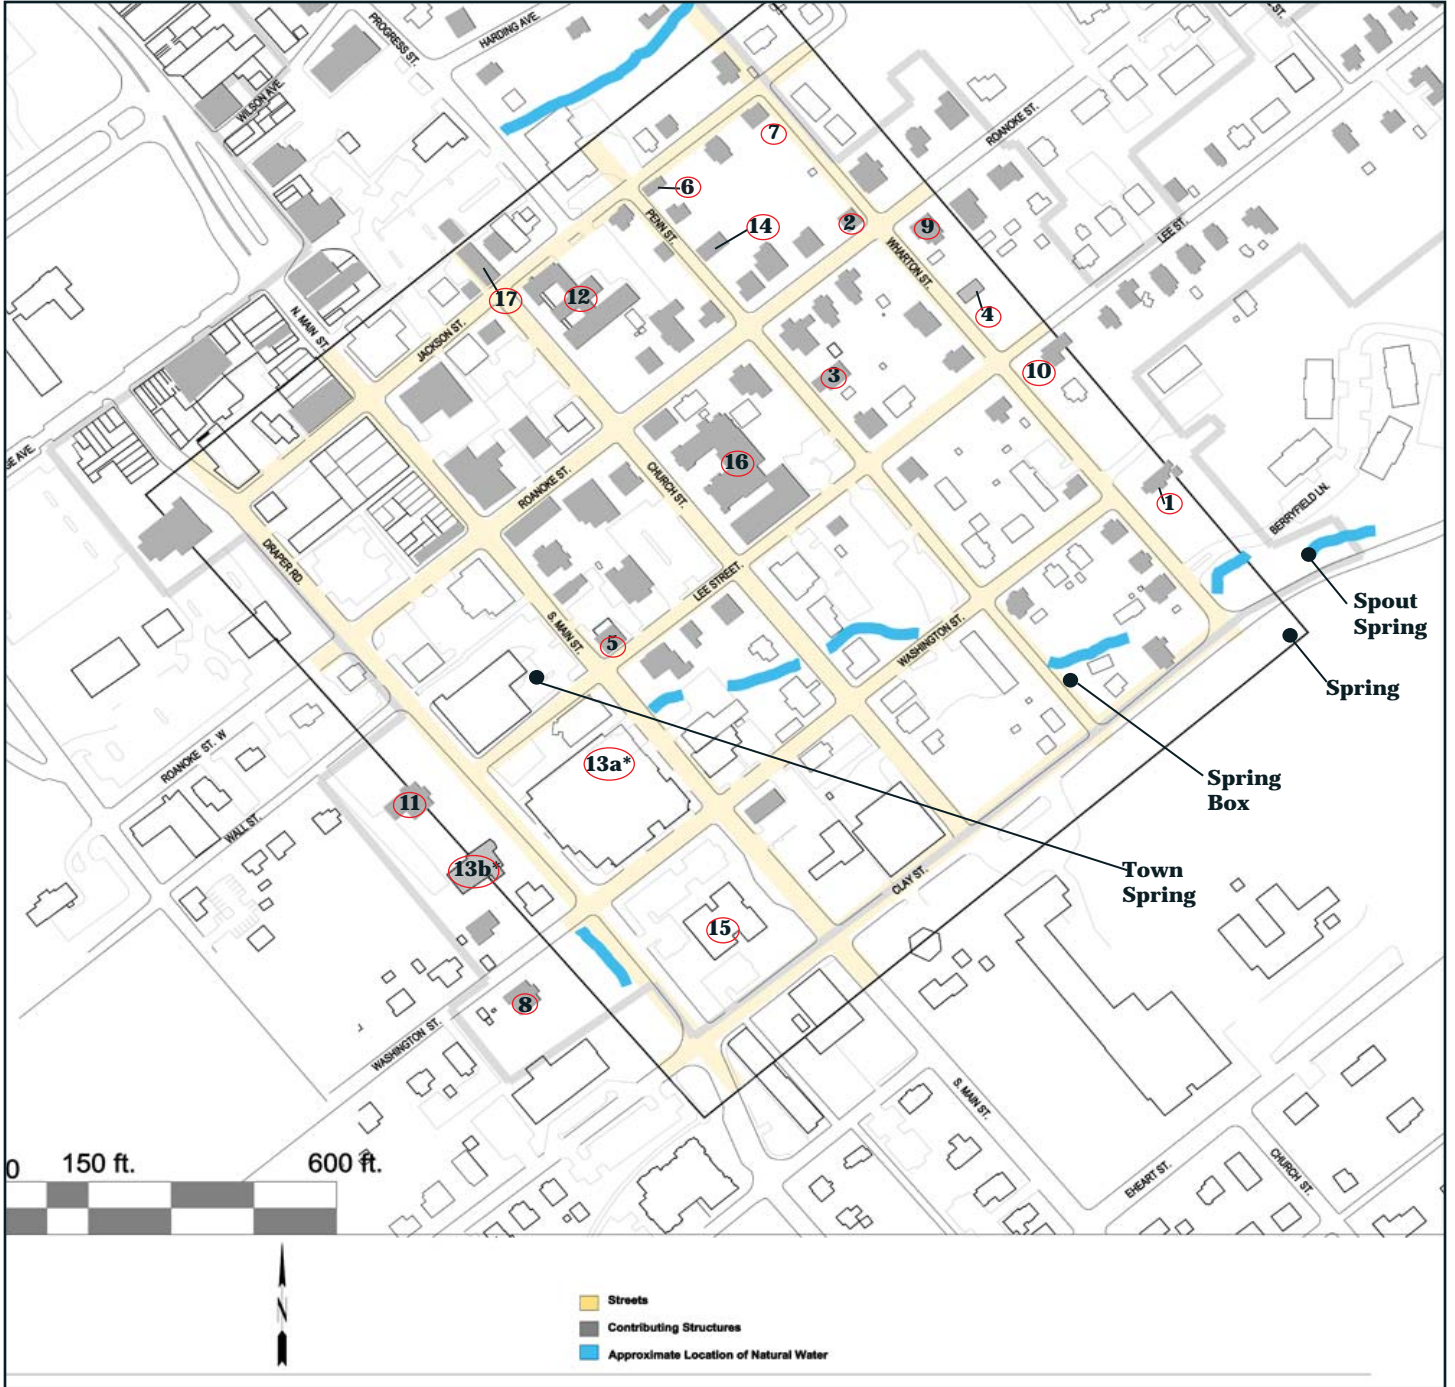 PROGRESS ST.
HARDING AVE.
WILSON AVE.
ROANOKE ST.
7
6
PENN ST.
14
2
9
LEE ST.
WHARTON ST.
17
12
4
N. MAIN ST.
JACKSON ST.
3
10
GE AVE.
ROANOKE ST.
CHURCH ST.
16
1
BERRYFIELD LN.
DRAPER RD.
LEE STREET.
S. MAIN ST.
5
WASHINGTON ST.
Spout
Spring
Spring
ROANOKE ST. W
13a*
Spring
Box
11
WALL ST.
13b*
Town
Spring
CLAY ST.
15
8
WASHINGTON ST.
S. MAIN ST.
EHEART ST.
CHURCH ST.
0 150 ft. 600 ft.
N
Streets
Contributing Structures
Approximate Location of Natural Water